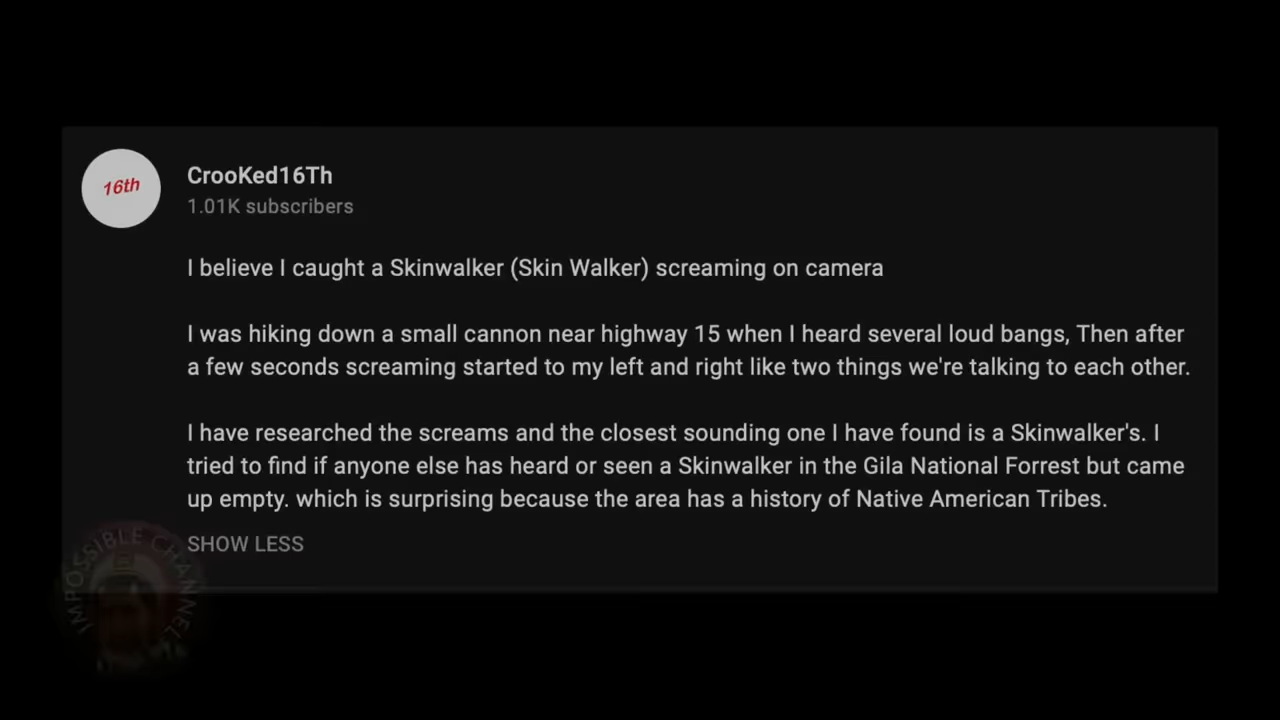 16th
CrooKed16Th
1.01K subscribers
I believe I caught a Skinwalker (Skin Walker) screaming on camera
I was hiking down a small cannon near highway 15 when I heard several loud bangs, Then after
a few seconds screaming started to my left and right like two things we're talking to each other.
I have researched the screams and the closest sounding one I have found is a Skinwalker's. I
tried to find if anyone else has heard or seen a Skinwalker in the Gila National Forrest but came
up empty. which is surprising because the area has a history of Native American Tribes.
SHOW LESS
IMPOSSIBLE CHANNEL